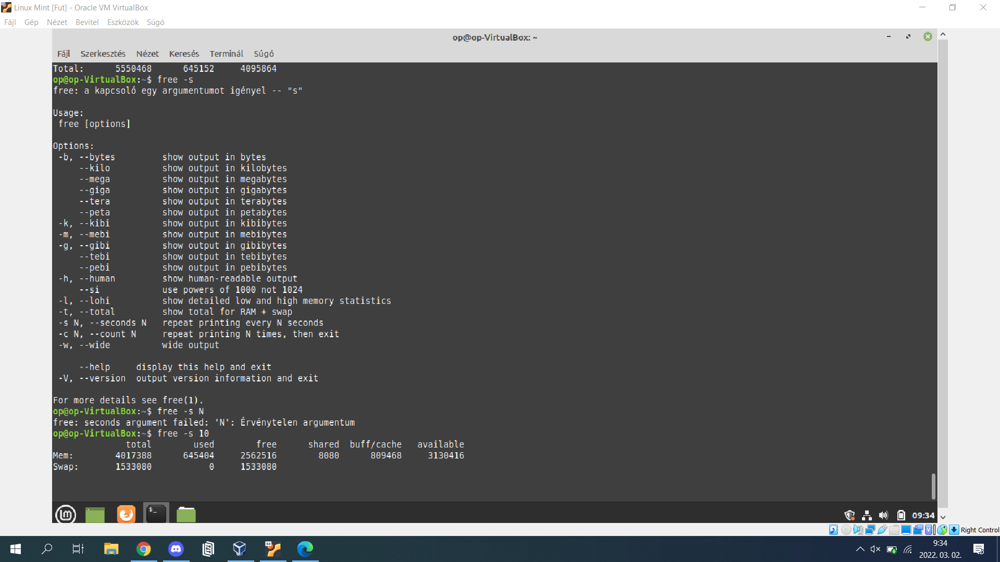 Linux Mint [Fut] - Oracle VM VirtualBox
Fájl Gép Nézet Bevitel Eszközök Súgó
op@op-VirtualBox: ~
Fájl Szerkesztés Nézet Keresés Terminál Súgó
Total:      5550468      645152     4095864
op@op-VirtualBox:~$ free -s
free: a kapcsoló egy argumentumot igényel -- "s"
Usage:
 free [options]
Options:
 -b, --bytes         show output in bytes
     --kilo          show output in kilobytes
     --mega          show output in megabytes
     --giga          show output in gigabytes
     --tera          show output in terabytes
     --peta          show output in petabytes
 -k, --kibi          show output in kibibytes
 -m, --mebi          show output in mebibytes
 -g, --gibi          show output in gibibytes
     --tebi          show output in tebibytes
     --pebi          show output in pebibytes
 -h, --human         show human-readable output
     --si            use powers of 1000 not 1024
 -l, --lohi          show detailed low and high memory statistics
 -t, --total         show total for RAM + swap
 -s N, --seconds N   repeat printing every N seconds
 -c N, --count N     repeat printing N times, then exit
 -w, --wide          wide output
     --help     display this help and exit
 -V, --version  output version information and exit
For more details see free(1).
op@op-VirtualBox:~$ free -s N
free: seconds argument failed: 'N': Érvénytelen argumentum
op@op-VirtualBox:~$ free -s 10
              total        used        free      shared  buff/cache   available
Mem:        4017388      645404     2562516        8080      809468     3130416
Swap:       1533080           0     1533080
09:34
Right Control
9:34
2022. 03. 02.